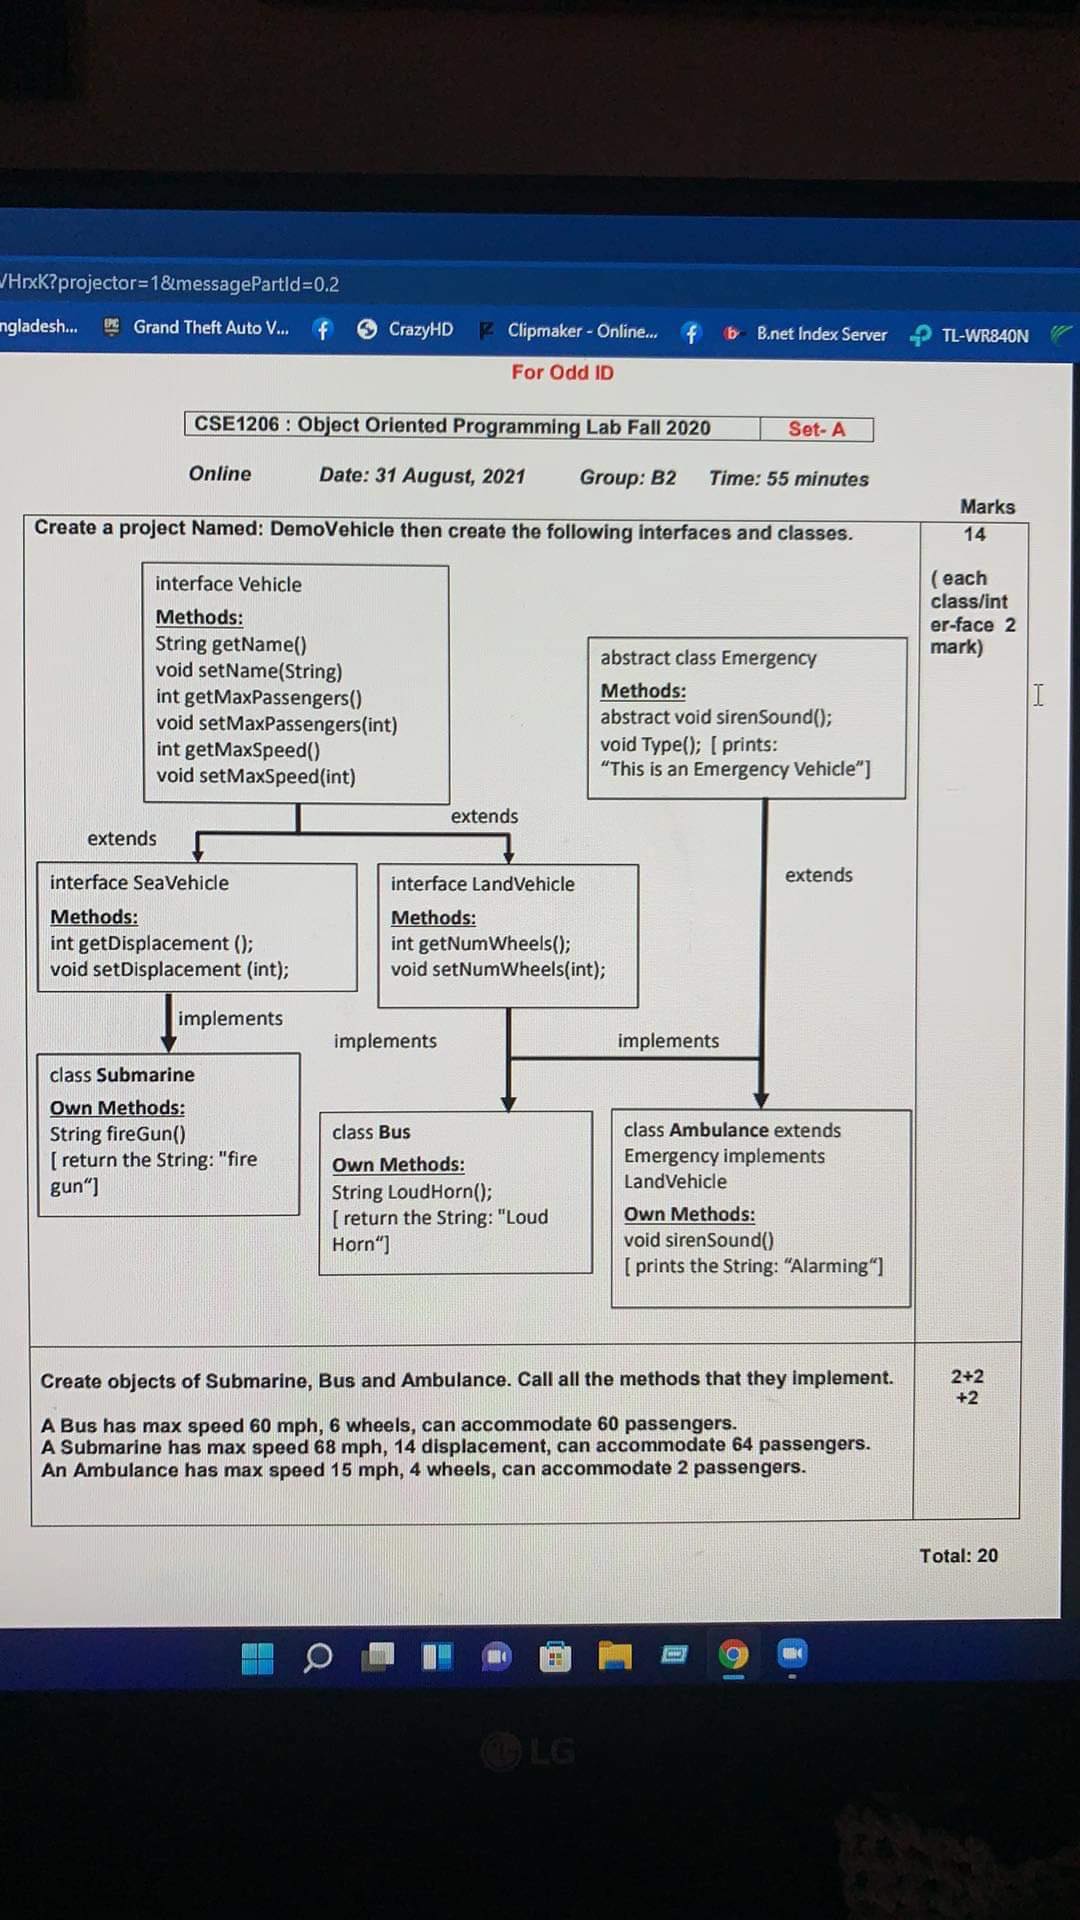 /HrxK?projector=1&messagePartId=0.2
ngladesh... EPIC Grand Theft Auto V... CrazyHD Clipmaker - Online... B.net Index Server TL-WR840N
For Odd ID
CSE1206 : Object Oriented Programming Lab Fall 2020 Set- A
Online Date: 31 August, 2021 Group: B2 Time: 55 minutes
Marks
Create a project Named: DemoVehicle then create the following interfaces and classes.
14
( each
class/int
er-face 2
mark)
interface Vehicle
Methods:
String getName()
void setName(String)
int getMaxPassengers()
void setMaxPassengers(int)
int getMaxSpeed()
void setMaxSpeed(int)
abstract class Emergency
Methods:
abstract void sirenSound();
void Type(); [ prints:
“This is an Emergency Vehicle”]
extends
extends
extends
interface SeaVehicle
Methods:
int getDisplacement ();
void setDisplacement (int);
interface LandVehicle
Methods:
int getNumWheels();
void setNumWheels(int);
implements
implements
implements
class Submarine
Own Methods:
String fireGun()
[ return the String: "fire
gun“]
class Bus
Own Methods:
String LoudHorn();
[ return the String: "Loud
Horn“]
class Ambulance extends
Emergency implements
LandVehicle
Own Methods:
void sirenSound()
[ prints the String: “Alarming“]
Create objects of Submarine, Bus and Ambulance. Call all the methods that they implement.
2+2
+2
A Bus has max speed 60 mph, 6 wheels, can accommodate 60 passengers.
A Submarine has max speed 68 mph, 14 displacement, can accommodate 64 passengers.
An Ambulance has max speed 15 mph, 4 wheels, can accommodate 2 passengers.
Total: 20
LG